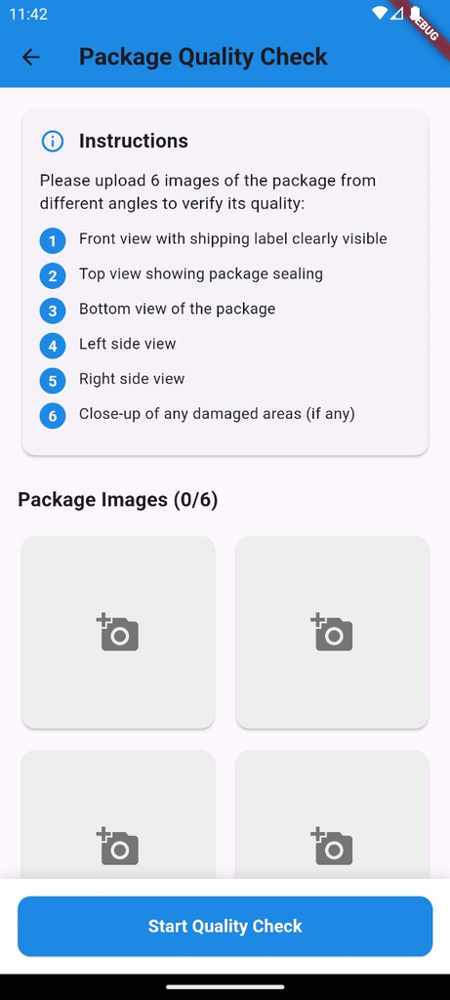 11:42
DEBUG
Package Quality Check
Instructions
Please upload 6 images of the package from
different angles to verify its quality:
1 Front view with shipping label clearly visible
2 Top view showing package sealing
3 Bottom view of the package
4 Left side view
5 Right side view
6 Close-up of any damaged areas (if any)
Package Images (0/6)
Start Quality Check